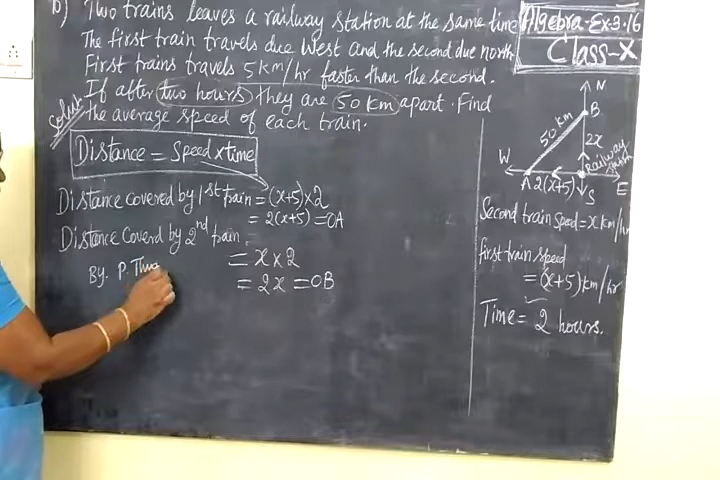 b) Two trains leaves a railway station at the same time
The first train travels due West and the second due north
First trains travels 5 km/hr faster than the second.
If after two hours they are 50 km apart. Find
the average speed of each train.
Distance = Speed x time
Distance covered by 1st train = (x+5)x2
= 2(x+5) = OA
Distance Coverd by 2nd train
= x x 2
= 2x = OB
By. P. Thag
Algebra-Ex-3.16
Class-X
N
B
50 km
2x
Railway
station
W
A 2(x+5)
S
E
Second train Speed = x km/hr
first train speed
= (x+5) km/hr
Time = 2 hours.